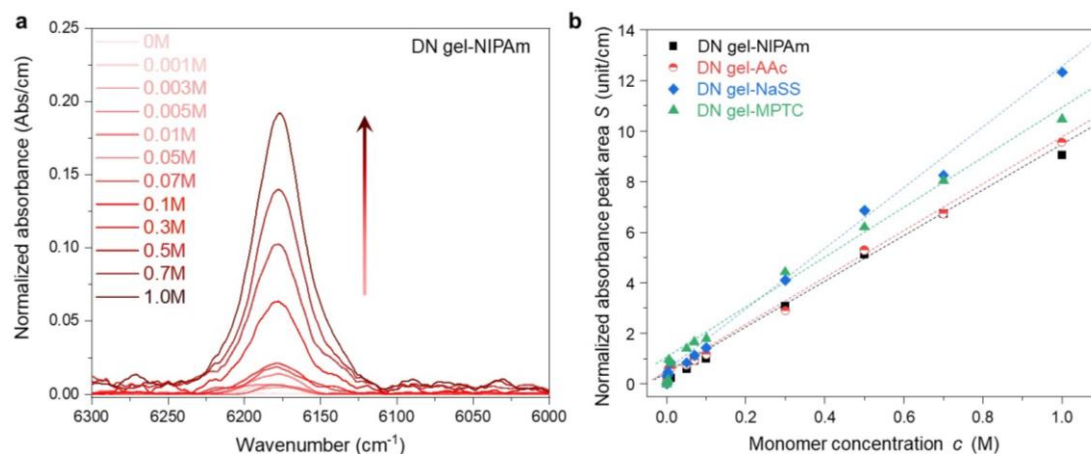 a
DN gel-NIPAm
0M
0.001M
0.003M
0.005M
0.01M
0.05M
0.07M
0.1M
0.3M
0.5M
0.7M
1.0M
Normalized absorbance (Abs/cm)
0.25
0.20
0.15
0.10
0.05
0.00
6300 6250 6200 6150 6100 6050 6000
Wavenumber (cm⁻¹)
b
DN gel-NIPAm
DN gel-AAc
DN gel-NaSS
DN gel-MPTC
Normalized absorbance peak area S (unit/cm)
14
12
10
8
6
4
2
0
0.0 0.2 0.4 0.6 0.8 1.0
Monomer concentration c (M)